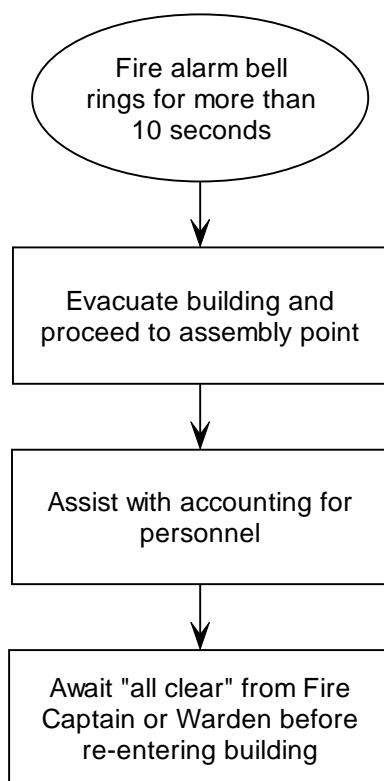 Fire alarm bell
rings for more than
10 seconds
Evacuate building and
proceed to assembly point
Assist with accounting for
personnel
Await "all clear" from Fire
Captain or Warden before
re-entering building